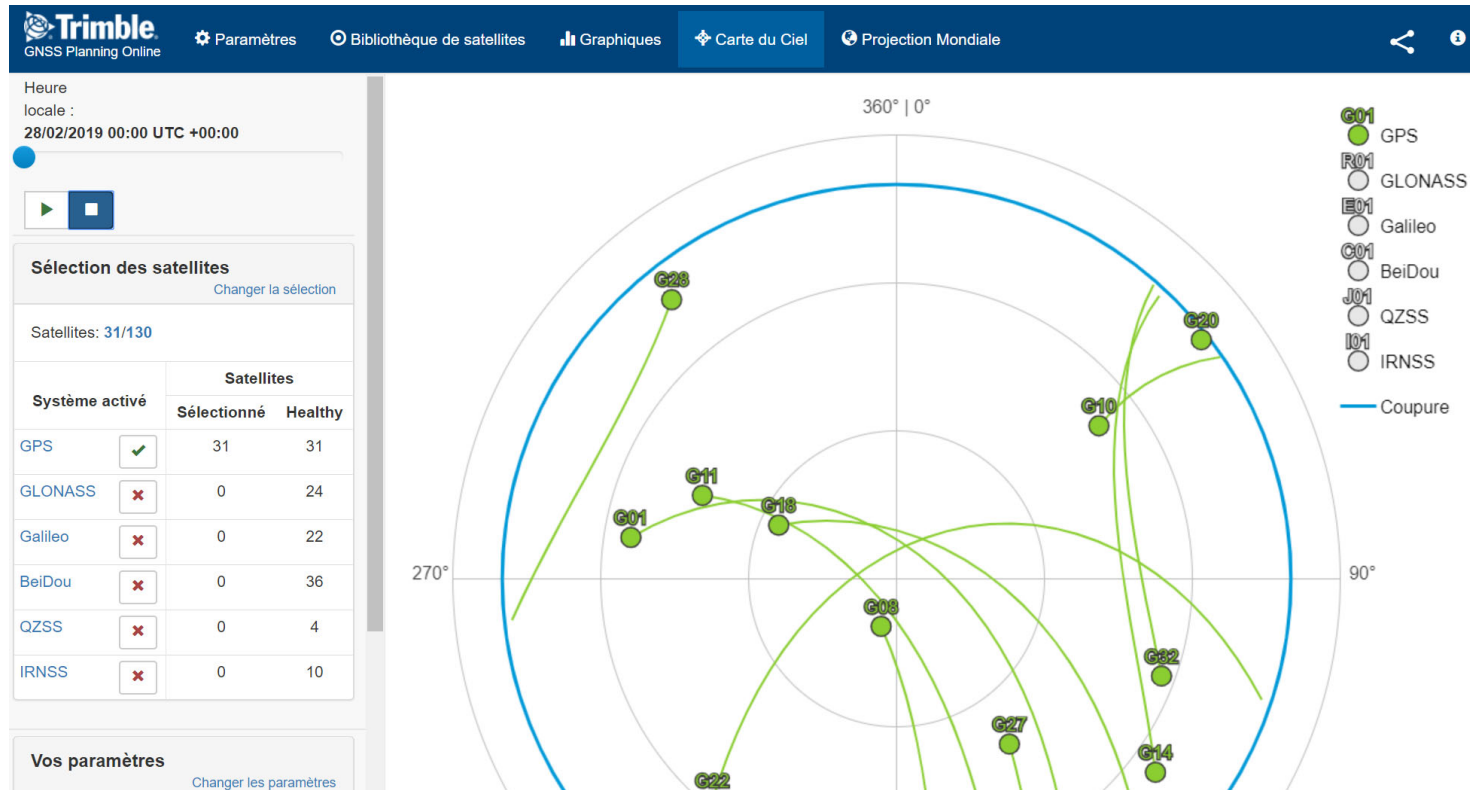 Trimble.
GNSS Planning Online
Paramètres
Bibliothèque de satellites
Graphiques
Carte du Ciel
Projection Mondiale
Heure
locale :
28/02/2019 00:00 UTC +00:00
Sélection des satellites
Changer la sélection
Satellites: 31/130
Système activé
Satellites
Sélectionné Healthy
GPS 31 31
GLONASS 0 24
Galileo 0 22
BeiDou 0 36
QZSS 0 4
IRNSS 0 10
Vos paramètres
Changer les paramètres
360° | 0°
G28
G20
G10
G11
G18
G01
270°
90°
G08
G32
G27
G14
G22
G01
GPS
R01
GLONASS
E01
Galileo
C01
BeiDou
J01
QZSS
I01
IRNSS
Coupure